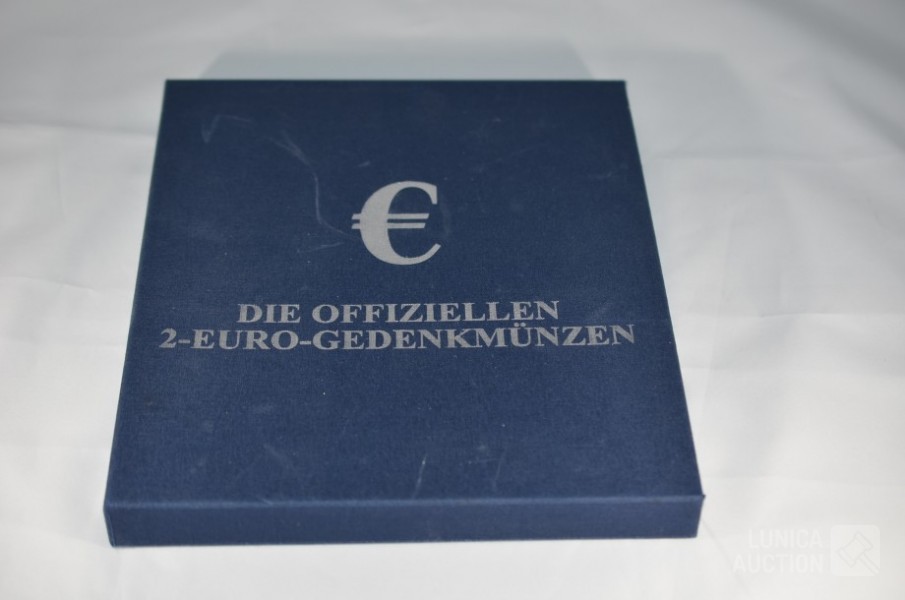 €
DIE OFFIZIELLEN
2-EURO-GEDENKMÜNZEN
LUNICA
AUCTION